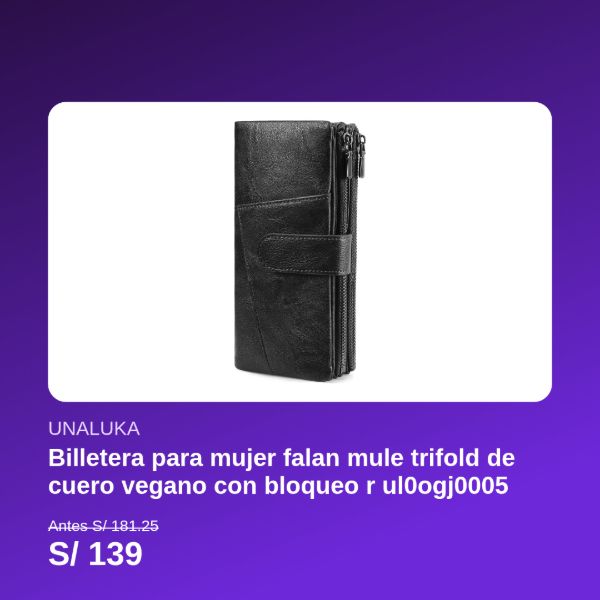 UNALUKA
Billetera para mujer falan mule trifold de
cuero vegano con bloqueo r ul0ogj0005
Antes S/ 181.25
S/ 139